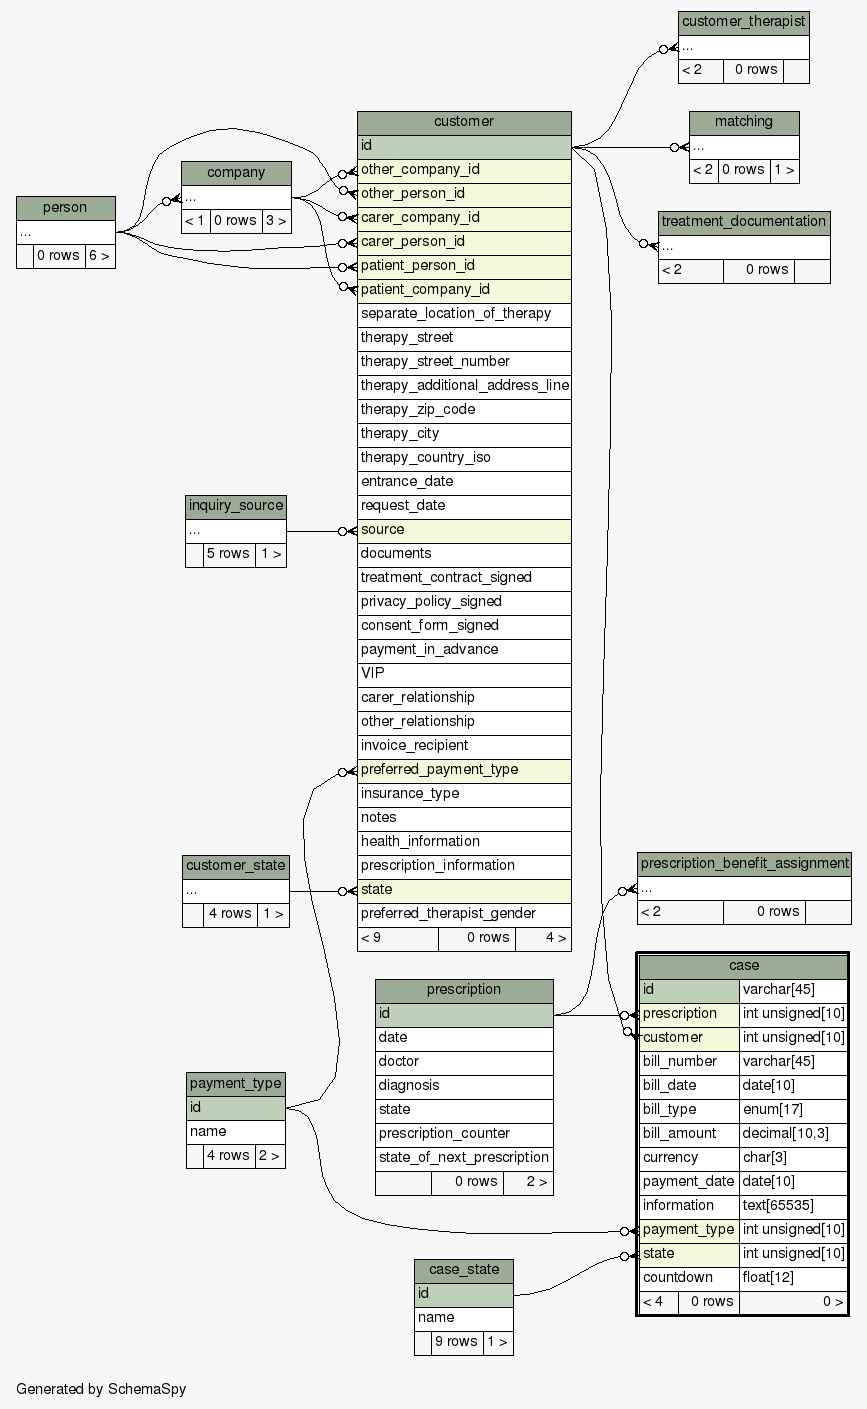 customer_therapist
...
< 2 0 rows
customer
id
other_company_id
other_person_id
carer_company_id
carer_person_id
patient_person_id
patient_company_id
separate_location_of_therapy
therapy_street
therapy_street_number
therapy_additional_address_line
therapy_zip_code
therapy_city
therapy_country_iso
entrance_date
request_date
source
documents
treatment_contract_signed
privacy_policy_signed
consent_form_signed
payment_in_advance
VIP
carer_relationship
other_relationship
invoice_recipient
preferred_payment_type
insurance_type
notes
health_information
prescription_information
state
preferred_therapist_gender
< 9 0 rows 4 >
matching
...
< 2 0 rows 1 >
company
...
< 1 0 rows 3 >
person
...
0 rows 6 >
treatment_documentation
...
< 2 0 rows
inquiry_source
...
5 rows 1 >
customer_state
...
4 rows 1 >
prescription_benefit_assignment
...
< 2 0 rows
case
id varchar[45]
prescription int unsigned[10]
customer int unsigned[10]
bill_number varchar[45]
bill_date date[10]
bill_type enum[17]
bill_amount decimal[10,3]
currency char[3]
payment_date date[10]
information text[65535]
payment_type int unsigned[10]
state int unsigned[10]
countdown float[12]
< 4 0 rows 0 >
prescription
id
date
doctor
diagnosis
state
prescription_counter
state_of_next_prescription
0 rows 2 >
payment_type
id
name
4 rows 2 >
case_state
id
name
9 rows 1 >
Generated by SchemaSpy